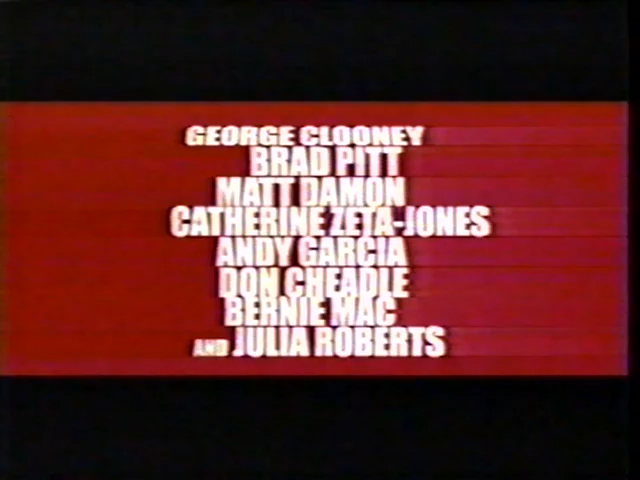 GEORGE CLOONEY
BRAD PITT
MATT DAMON
CATHERINE ZETA-JONES
ANDY GARCIA
DON CHEADLE
BERNIE MAC
AND JULIA ROBERTS